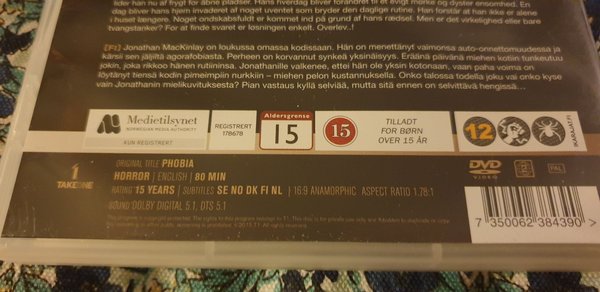 lider han nu af frygt for åbne pladser. Hans hverdag bliver forandret til et evigt mørke og dyster ensomhed. En
dag bliver hans hjem invaderet af noget uventet som bryder den daglige rutine. Han forstår at han ikke er alene
i huset længere. Noget ondskabsfuldt er kommet ind på grund af hans rædsel. Men er det virkelighed eller bare
tvangstanker? For at finde svaret er løsningen enkelt. Overlev..!
(FI) Jonathan MacKinlay on loukussa omassa kodissaan. Hän on menettänyt vaimonsa auto-onnettomuudessa ja
kärsii sen jäljiltä agorafobiasta. Perheen on korvannut synkeä yksinäisyys. Eräänä päivänä miehen kotiin tunkeutuu
jokin, joka rikkoo hänen rutiininsa. Jonathanille valkenee, ettei hän ole yksin kotonaan, vaan paha voima on
löytänyt tiensä kodin pimeimpiin nurkkiin – miehen pelon kustannuksella. Onko talossa todella joku vai onko kyse
vain Jonathanin mielikuvituksesta? Pian vastaus kyllä selviää, mutta sitä ennen on selvittävä hengissä…
Medietilsynet
NORWEGIAN MEDIA AUTHORITY
KUN REGISTRERT
REGISTRERT
178678
Aldersgrense
15
15
TILLADT
FOR BØRN
OVER 15 ÅR
12
IKARAJAT.FI
1
TAKEONE
ORIGINAL TITLE PHOBIA
HORROR | ENGLISH | 80 MIN
RATING 15 YEARS | SUBTITLES SE NO DK FI NL | 16:9 ANAMORPHIC ASPECT RATIO 1.78:1
SOUND DOLBY DIGITAL 5.1, DTS 5.1
DVD
VIDEO
PAL
7 350062 384390 >